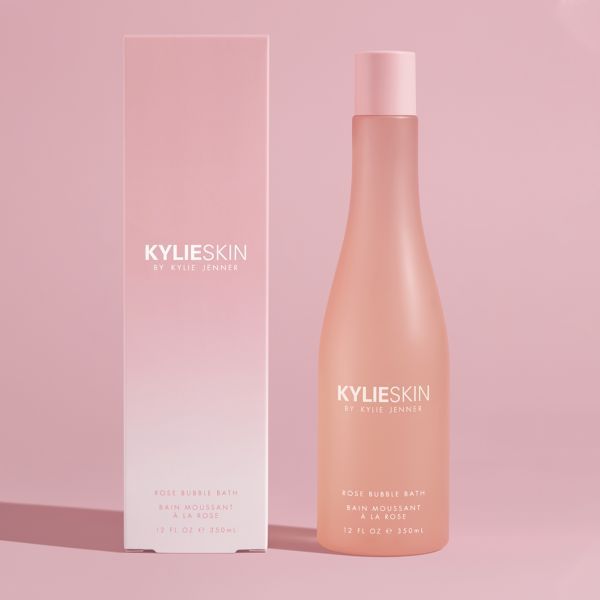 KYLIESKIN
BY KYLIE JENNER
ROSE BUBBLE BATH
BAIN MOUSSANT
À LA ROSE
12 FL OZ ℮ 350mL
KYLIESKIN
BY KYLIE JENNER
ROSE BUBBLE BATH
BAIN MOUSSANT
À LA ROSE
12 FL OZ ℮ 350mL